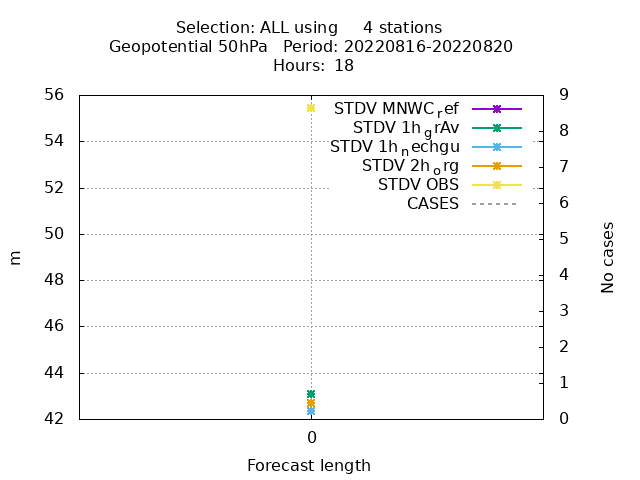 Selection: ALL using     4 stations
Geopotential 50hPa   Period: 20220816-20220820
Hours: 18
56
54
52
50
48
46
44
42
m
9
8
7
6
5
4
3
2
1
0
No cases
STDV MNWC_ref
STDV 1h_grAv
STDV 1h_nechgu
STDV 2h_org
STDV OBS
CASES
0
Forecast length